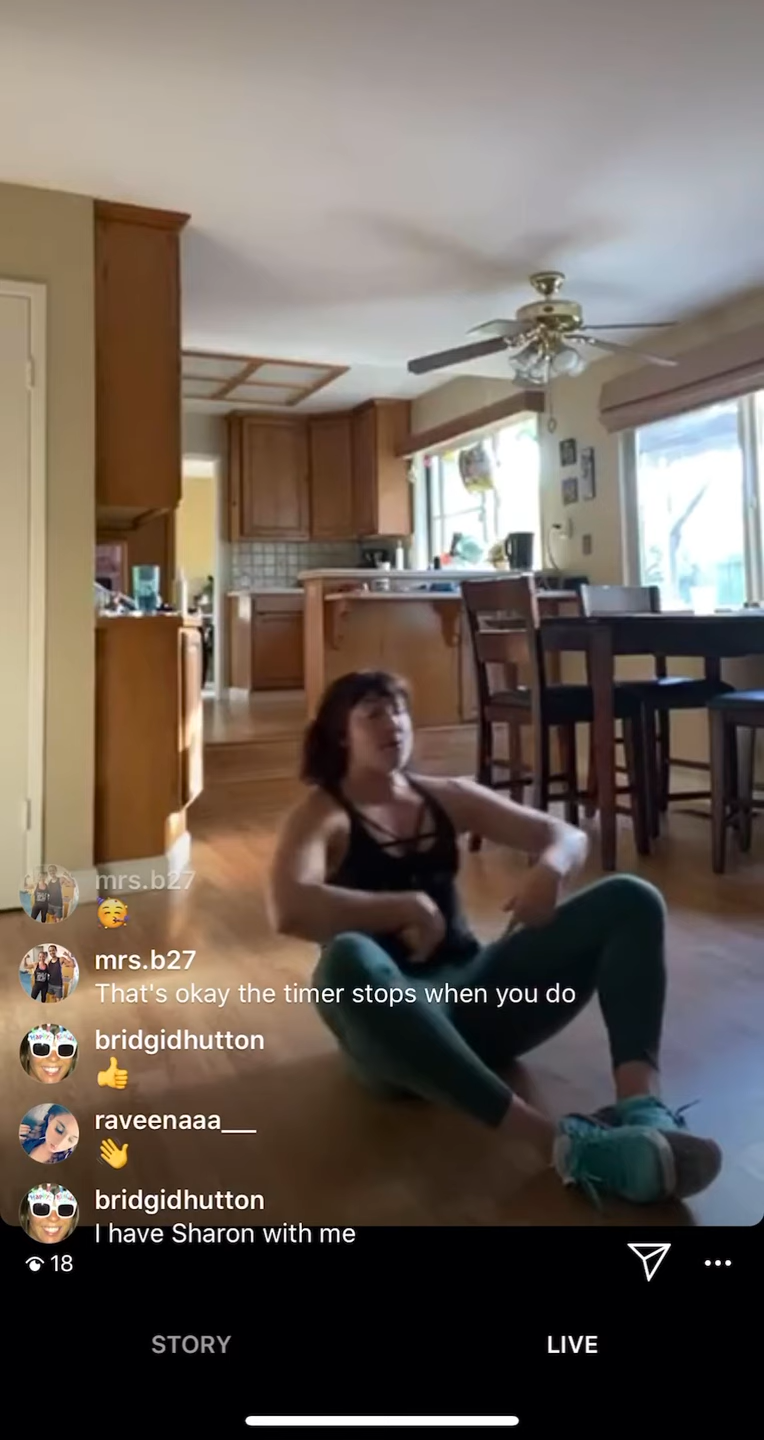 mrs.b27
🥳
mrs.b27
That's okay the timer stops when you do
bridgidhutton
👍
raveenaaa___
👋
bridgidhutton
I have Sharon with me
18
STORY
LIVE